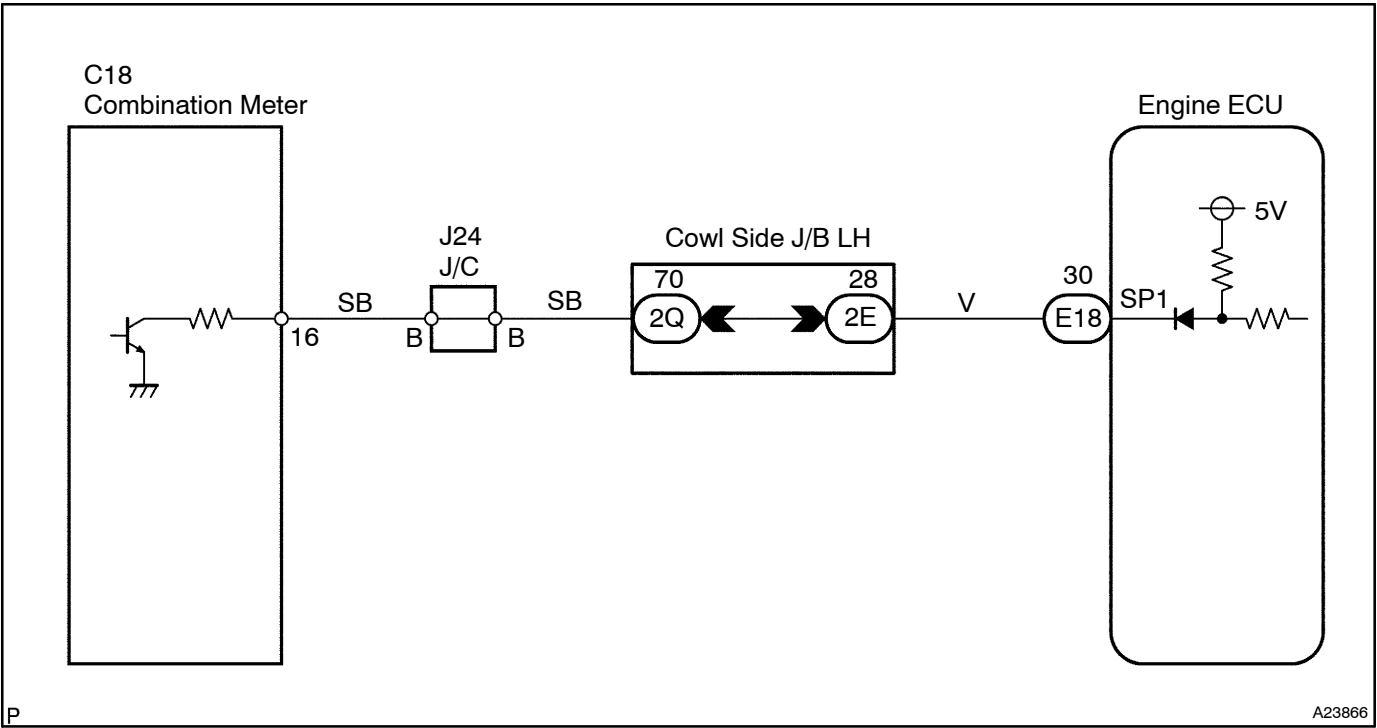 C18
Combination Meter
Engine ECU
5V
J24
J/C
Cowl Side J/B LH
70
28
30
SB
SB
2Q
2E
V
E18
SP1
16
B
B
P
A23866